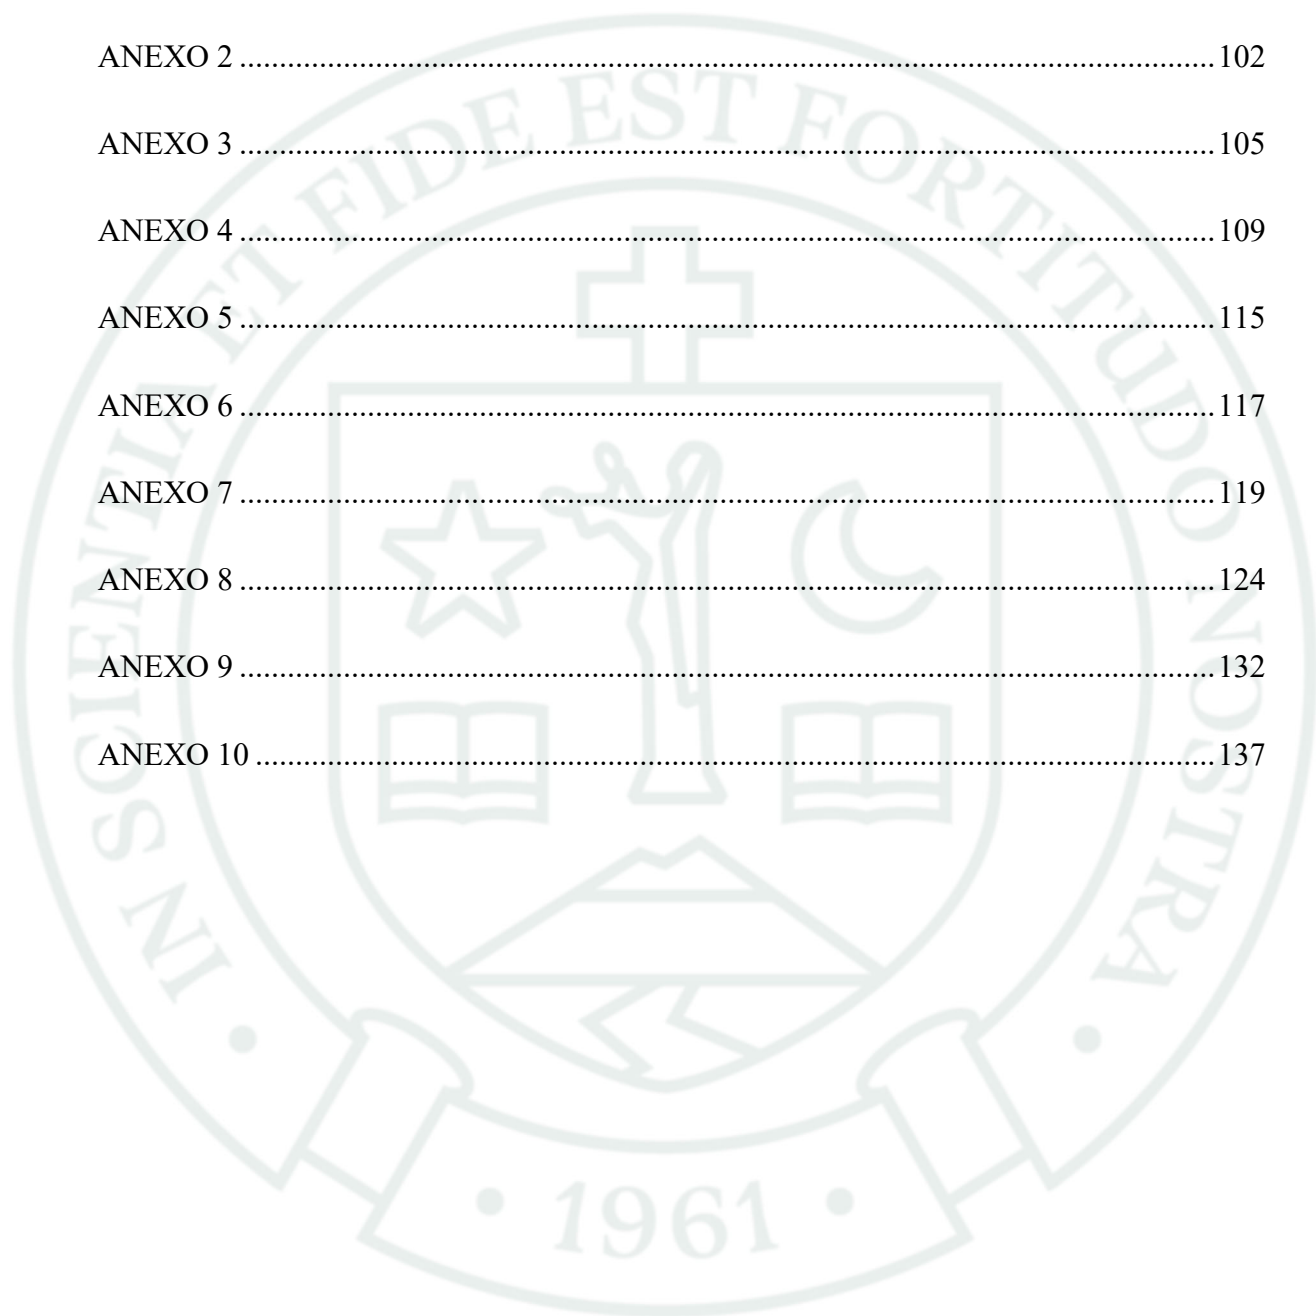 ANEXO 2 ........................................................................................................................ 102
ANEXO 3 ........................................................................................................................ 105
ANEXO 4 ........................................................................................................................ 109
ANEXO 5 ........................................................................................................................ 115
ANEXO 6 ........................................................................................................................ 117
ANEXO 7 ........................................................................................................................ 119
ANEXO 8 ........................................................................................................................ 124
ANEXO 9 ........................................................................................................................ 132
ANEXO 10 ...................................................................................................................... 137
IN SCIENTIA ET FIDE EST FORTITUDO NOSTRA
• 1961 •